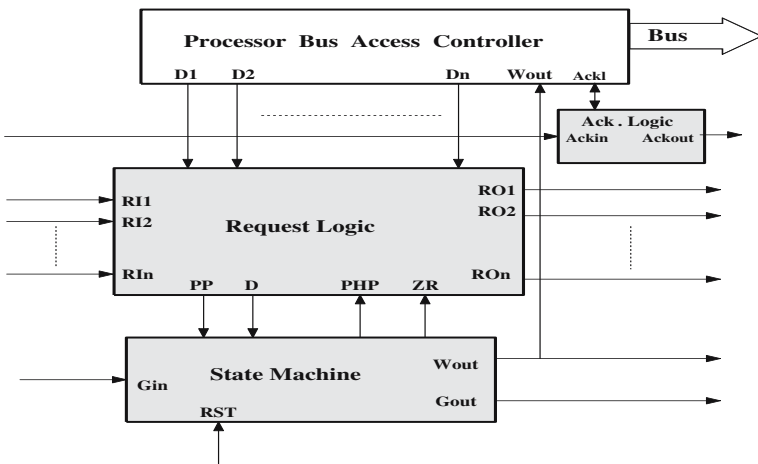 Processor Bus Access Controller
Bus
D1 D2 Dn Wout Ackl
Ack . Logic
Ackin Ackout
RI1 RO1
RI2 RO2
Request Logic
RIn ROn
PP D PHP ZR
Wout
State Machine
Gin
Gout
RST